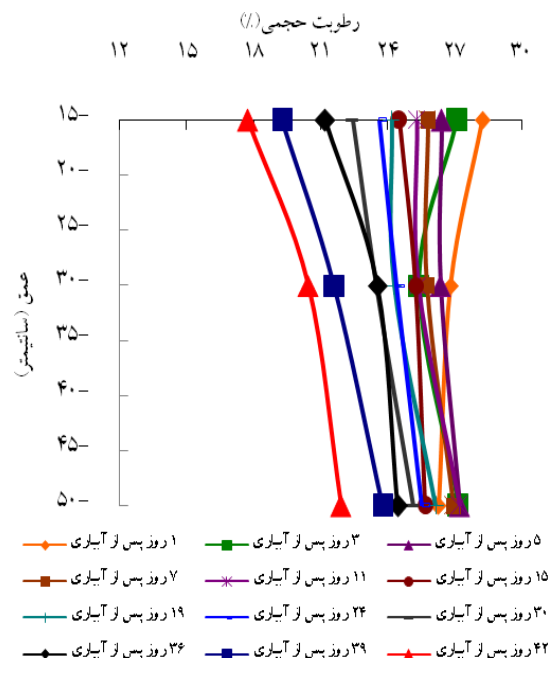 رطوبت حجمی(٪)
۱۲ ۱۵ ۱۸ ۲۱ ۲۴ ۲۷ ۳۰
عمق (سانتیمتر)
-۱۵
-۲۰
-۲۵
-۳۰
-۳۵
-۴۰
-۴۵
-۵۰
۱ روز پس از آبیاری ۳ روز پس از آبیاری ۵ روز پس از آبیاری
۷ روز پس از آبیاری ۱۱ روز پس از آبیاری ۱۵ روز پس از آبیاری
۱۹ روز پس از آبیاری ۲۴ روز پس از آبیاری ۳۰ روز پس از آبیاری
۳۶ روز پس از آبیاری ۳۹ روز پس از آبیاری ۴۲ روز پس از آبیاری